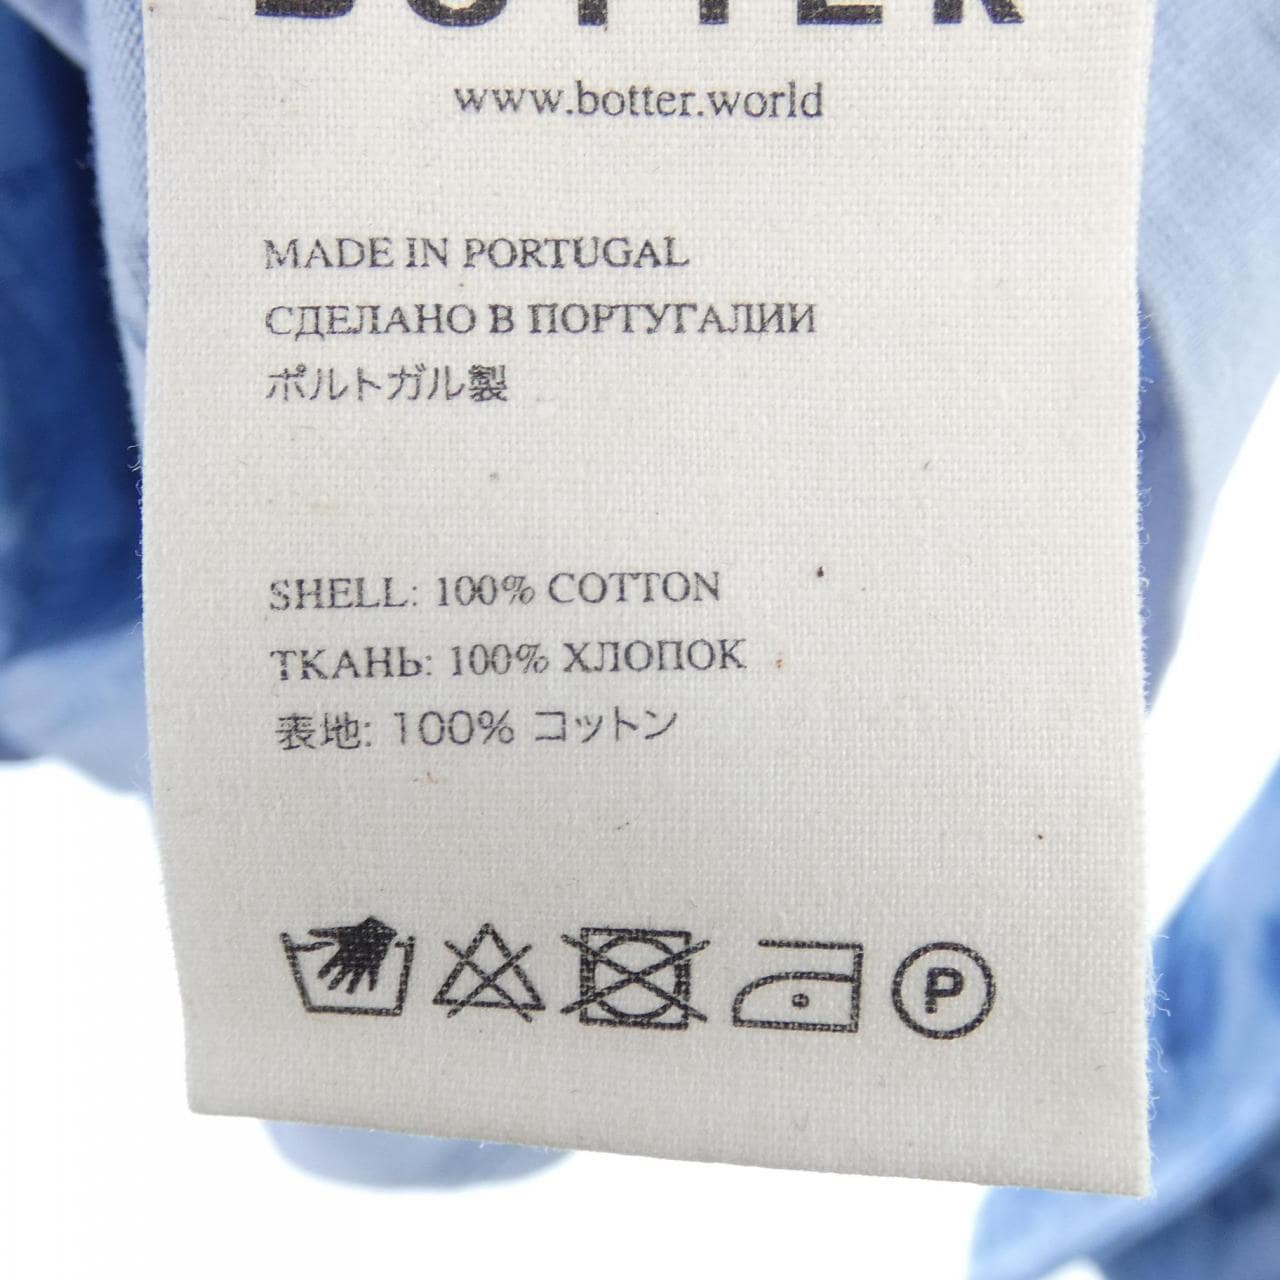 BOTTER
www.botter.world
MADE IN PORTUGAL
СДЕЛАНО В ПОРТУГАЛИИ
ポルトガル製
SHELL: 100% COTTON
ТКАНЬ: 100% ХЛОПОК
表地: 100% コットン
P